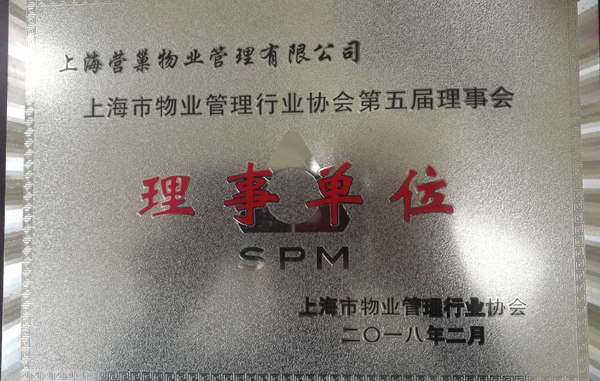 上海营巢物业管理有限公司
上海市物业管理行业协会第五届理事会
理事单位
SPM
上海市物业管理行业协会
二〇一八年二月